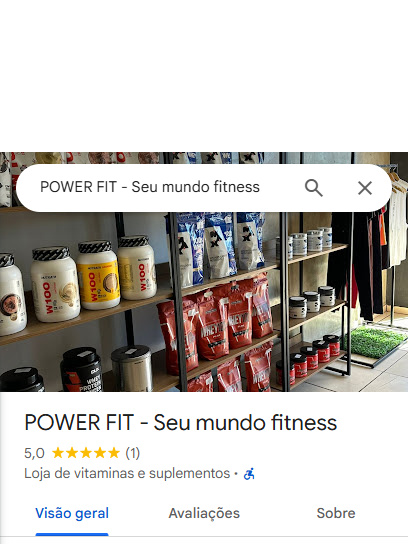 POWER FIT - Seu mundo fitness
W100
W100
W100
POWER FIT - Seu mundo fitness
5,0 ★★★★★ (1)
Loja de vitaminas e suplementos ·
Visão geral Avaliações Sobre